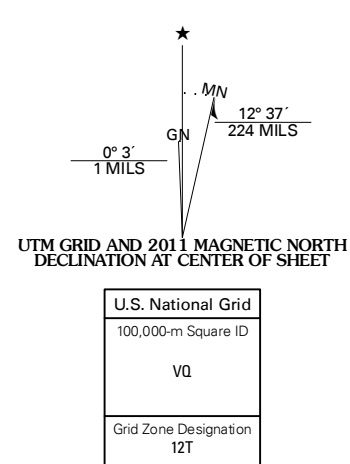 ★
MN
GN
12° 37´
224 MILS
0° 3´
1 MILS
UTM GRID AND 2011 MAGNETIC NORTH
DECLINATION AT CENTER OF SHEET
U.S. National Grid
100,000-m Square ID
VQ
Grid Zone Designation
12T